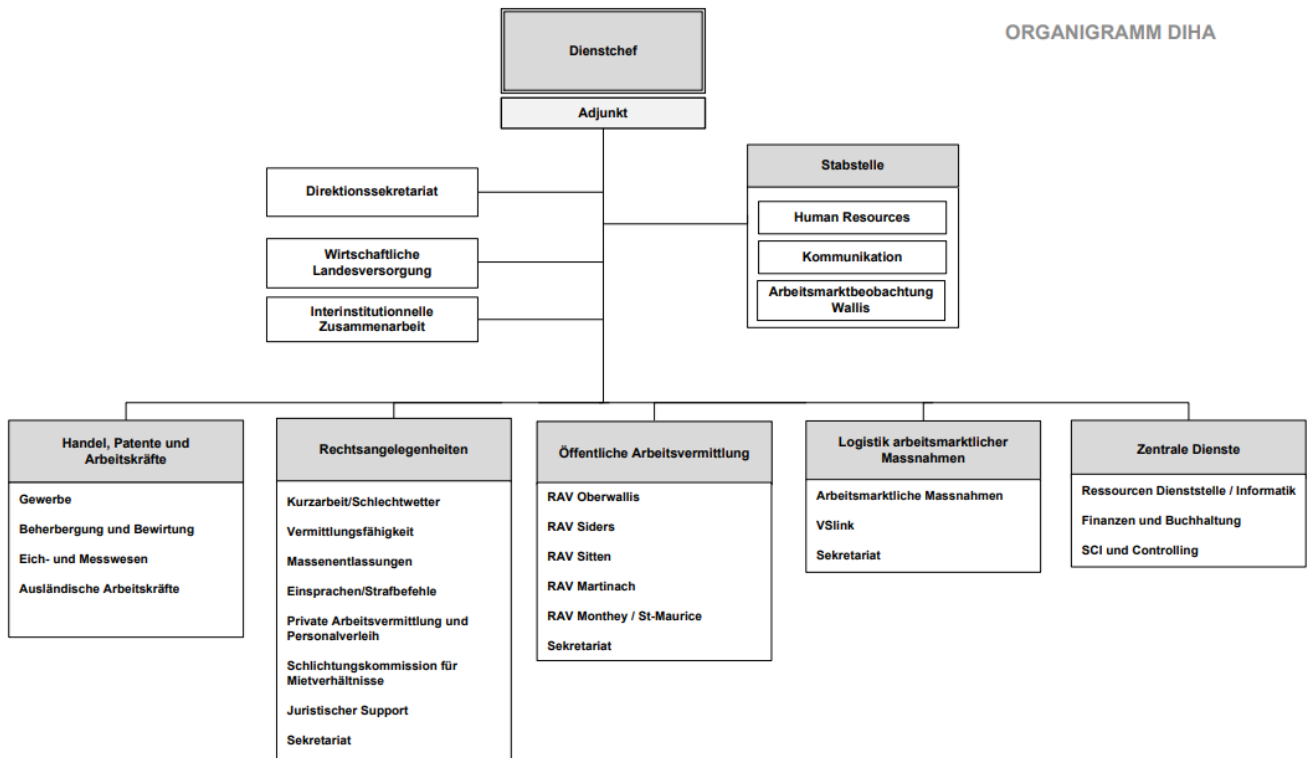 ORGANIGRAMM DIHA
Dienstchef
Adjunkt
Direktionssekretariat
Wirtschaftliche
Landesversorgung
Interinstitutionnelle
Zusammenarbeit
Stabstelle
Human Resources
Kommunikation
Arbeitsmarktbeobachtung
Wallis
Handel, Patente und
Arbeitskräfte
Gewerbe
Beherbergung und Bewirtung
Eich- und Messwesen
Ausländische Arbeitskräfte
Rechtsangelegenheiten
Kurzarbeit/Schlechtwetter
Vermittlungsfähigkeit
Massenentlassungen
Einsprachen/Strafbefehle
Private Arbeitsvermittlung und
Personalverleih
Schlichtungskommission für
Mietverhältnisse
Juristischer Support
Sekretariat
Öffentliche Arbeitsvermittlung
RAV Oberwallis
RAV Siders
RAV Sitten
RAV Martinach
RAV Monthey / St-Maurice
Sekretariat
Logistik arbeitsmarktlicher
Massnahmen
Arbeitsmarktliche Massnahmen
VSlink
Sekretariat
Zentrale Dienste
Ressourcen Dienststelle / Informatik
Finanzen und Buchhaltung
SCI und Controlling